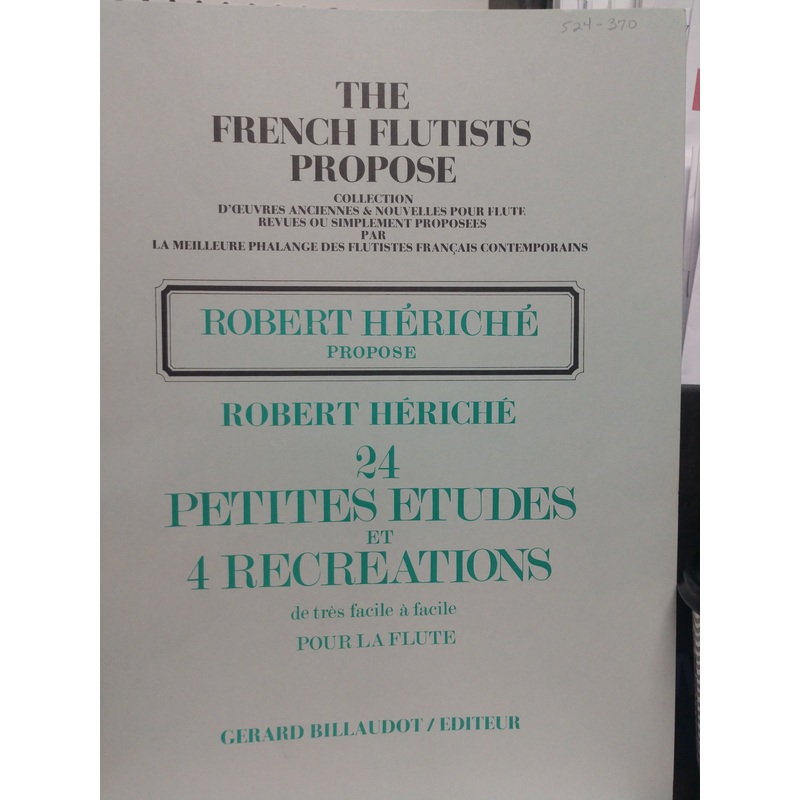 524-370
THE
FRENCH FLUTISTS
PROPOSE
COLLECTION
D'ŒUVRES ANCIENNES & NOUVELLES POUR FLUTE
REVUES OU SIMPLEMENT PROPOSEES
PAR
LA MEILLEURE PHALANGE DES FLUTISTES FRANÇAIS CONTEMPORAINS
ROBERT HÉRICHÉ
PROPOSE
ROBERT HÉRICHÉ
24
PETITES ETUDES
ET
4 RECREATIONS
de très facile à facile
POUR LA FLUTE
GERARD BILLAUDOT / EDITEUR